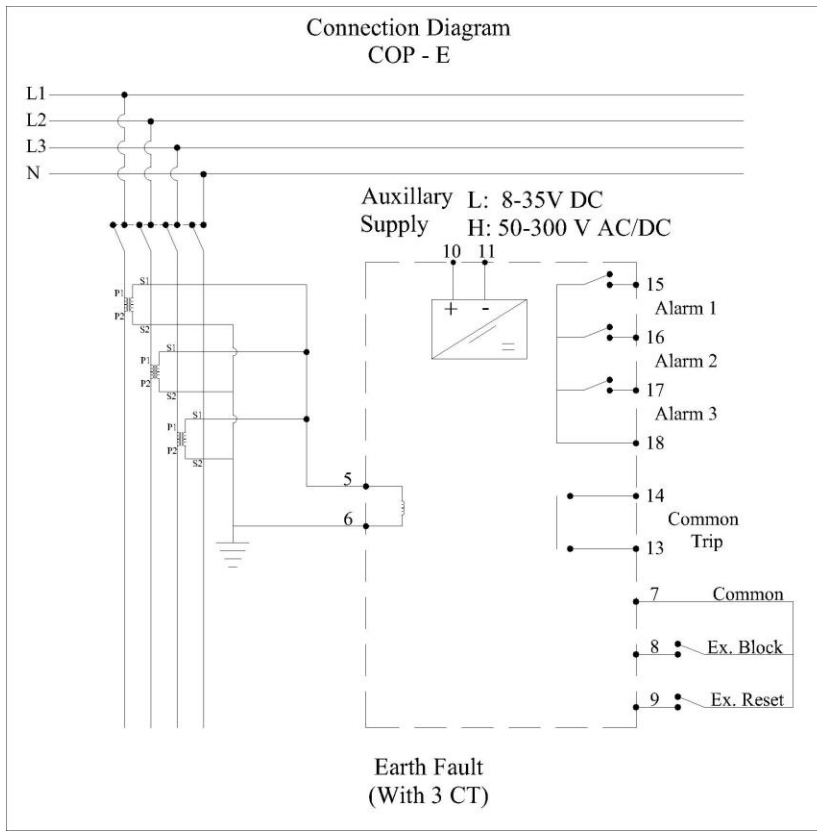 Connection Diagram
COP - E
L1
L2
L3
N
Auxillary Supply
L: 8-35V DC
H: 50-300 V AC/DC
10
11
+
-
S1
P1
P2
S2
S1
P1
P2
S2
S1
P1
P2
S2
5
6
15
Alarm 1
16
Alarm 2
17
Alarm 3
18
14
Common
Trip
13
7
Common
8
Ex. Block
9
Ex. Reset
Earth Fault
(With 3 CT)